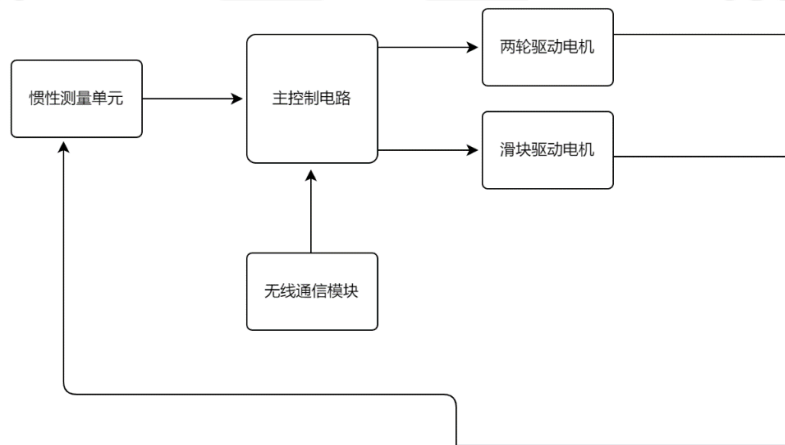 两轮驱动电机
惯性测量单元
主控制电路
滑块驱动电机
无线通信模块